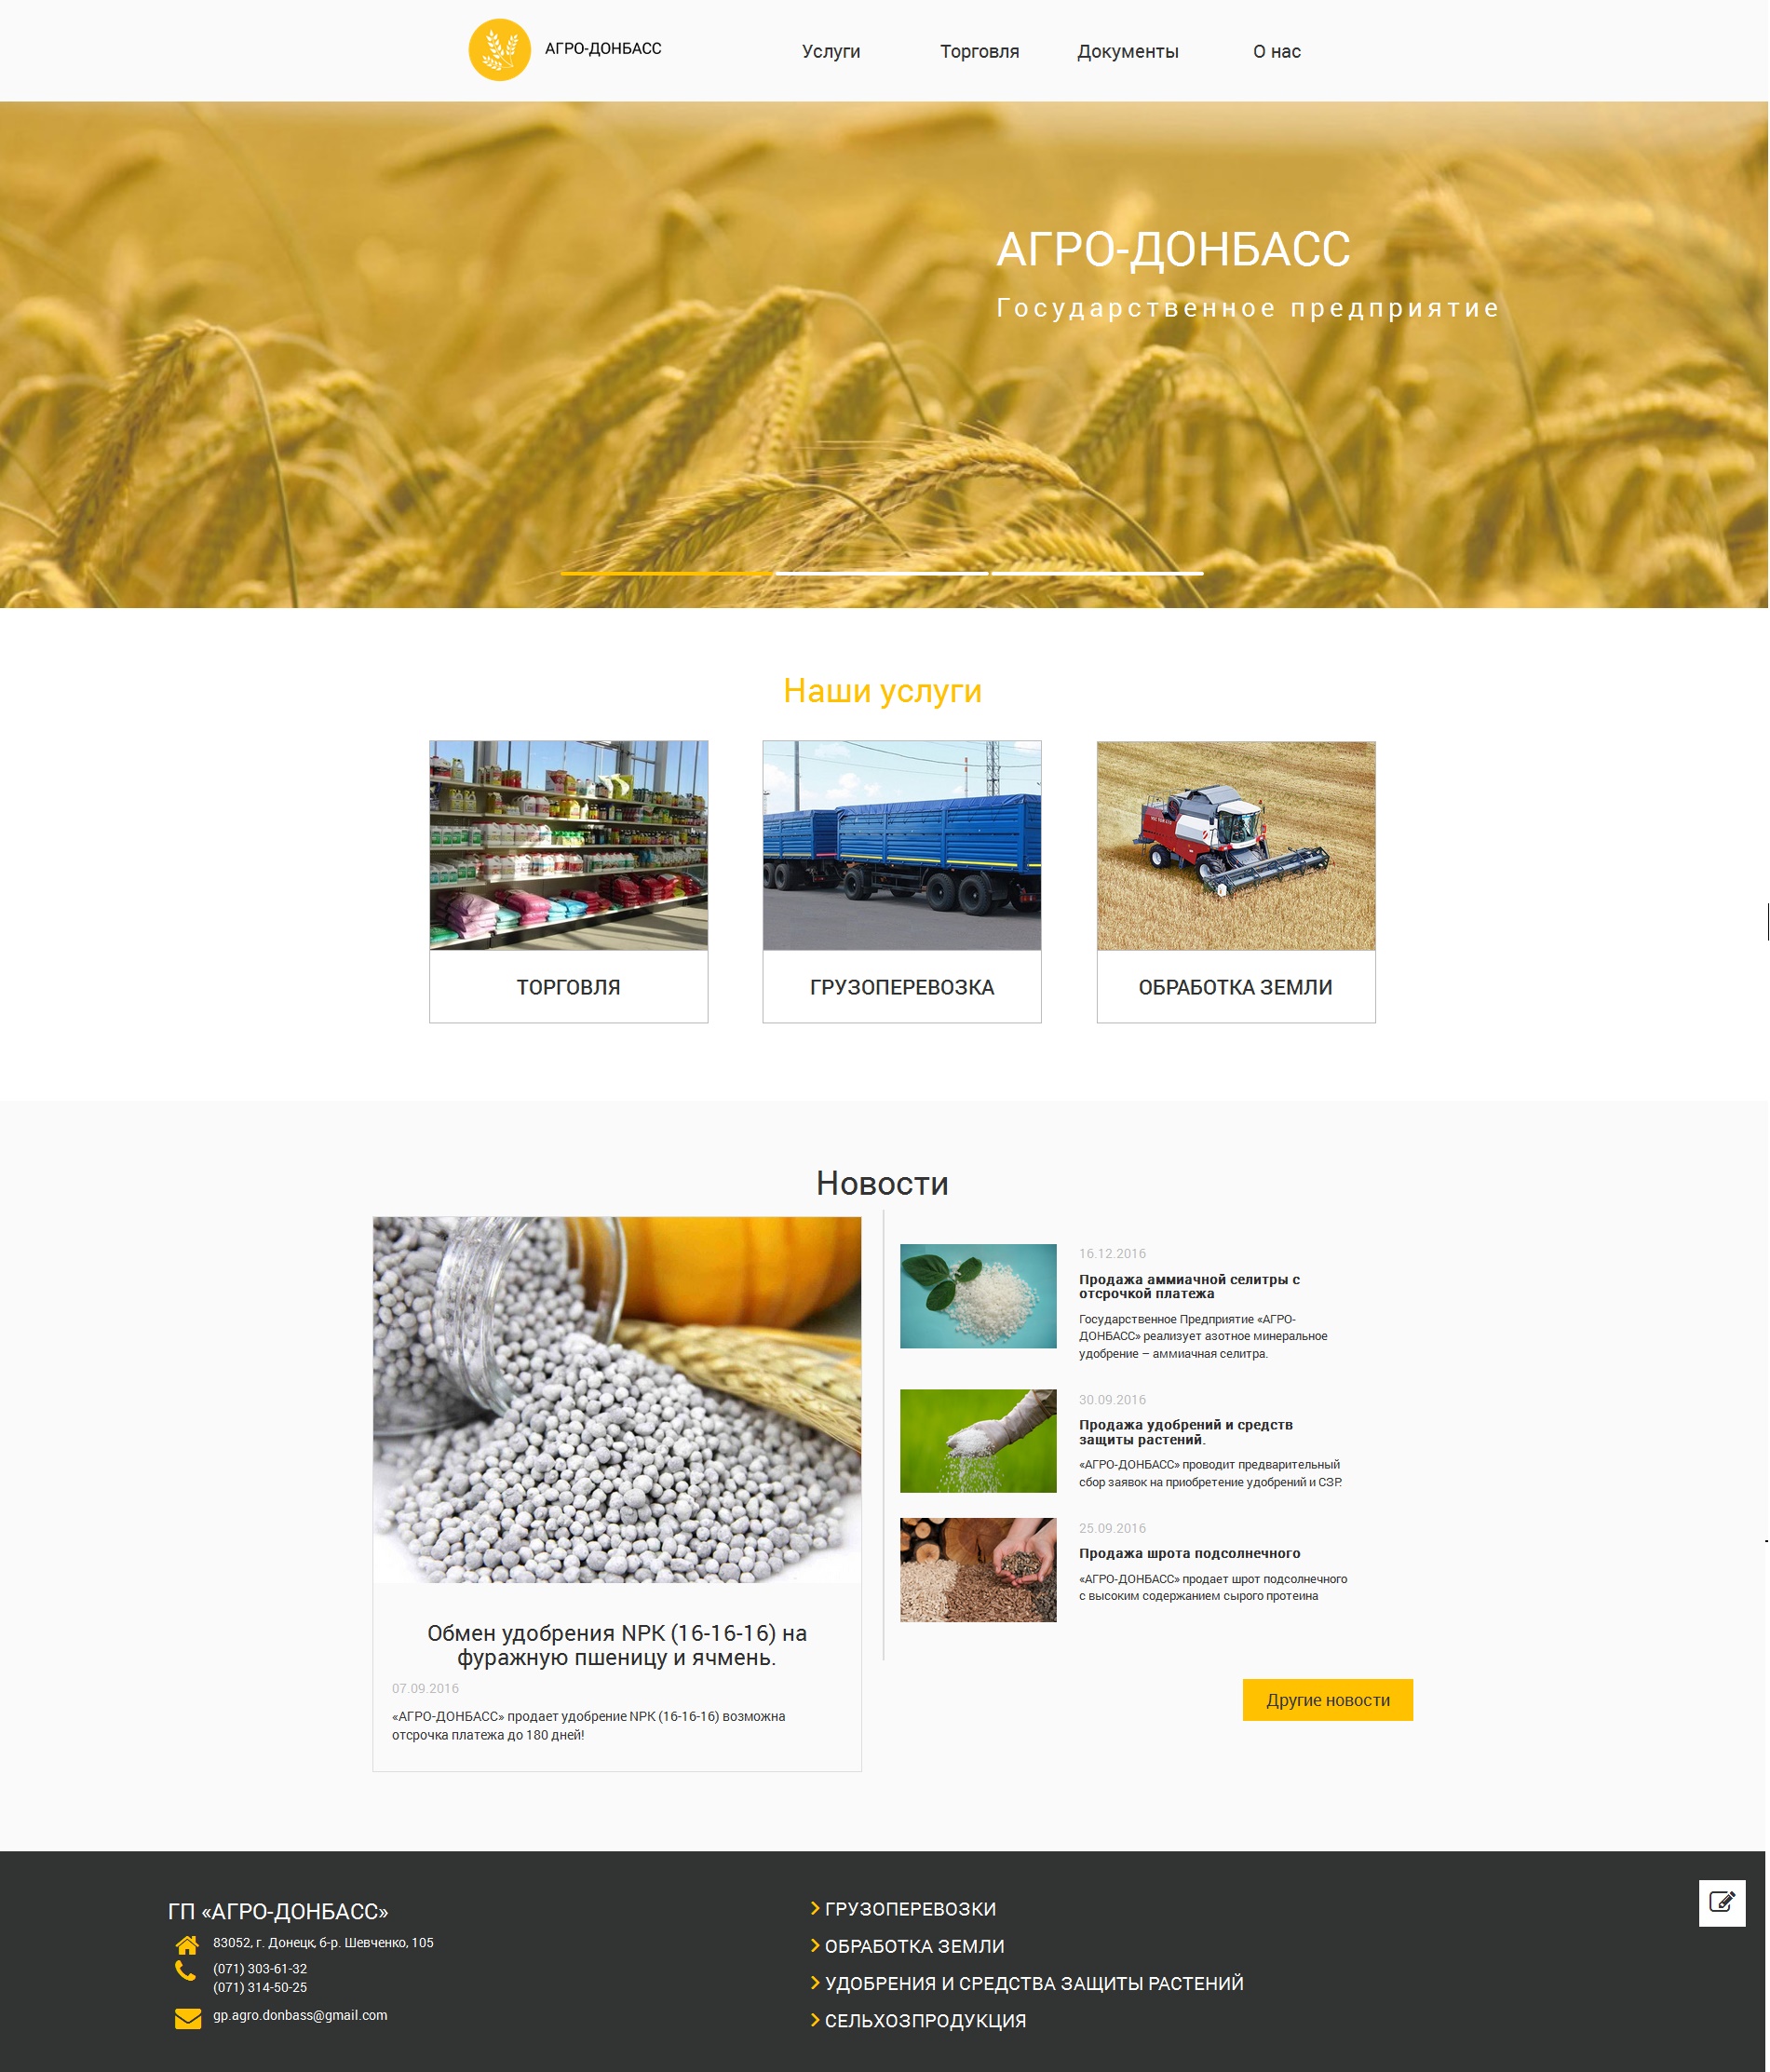 АГРО-ДОНБАСС
Услуги
Торговля
Документы
О нас
АГРО-ДОНБАСС
Государственное предприятие
Наши услуги
ТОРГОВЛЯ
ГРУЗОПЕРЕВОЗКА
ОБРАБОТКА ЗЕМЛИ
Новости
Обмен удобрения NPK (16-16-16) на
фуражную пшеницу и ячмень.
07.09.2016
«АГРО-ДОНБАСС» продает удобрение NPK (16-16-16) возможна
отсрочка платежа до 180 дней!
16.12.2016
Продажа аммиачной селитры с
отсрочкой платежа
Государственное Предприятие «АГРО-
ДОНБАСС» реализует азотное минеральное
удобрение – аммиачная селитра.
30.09.2016
Продажа удобрений и средств
защиты растений.
«АГРО-ДОНБАСС» проводит предварительный
сбор заявок на приобретение удобрений и СЗР.
25.09.2016
Продажа шрота подсолнечного
«АГРО-ДОНБАСС» продает шрот подсолнечного
с высоким содержанием сырого протеина
Другие новости
ГП «АГРО-ДОНБАСС»
83052, г. Донецк, б-р. Шевченко, 105
(071) 303-61-32
(071) 314-50-25
gp.agro.donbass@gmail.com
ГРУЗОПЕРЕВОЗКИ
ОБРАБОТКА ЗЕМЛИ
УДОБРЕНИЯ И СРЕДСТВА ЗАЩИТЫ РАСТЕНИЙ
СЕЛЬХОЗПРОДУКЦИЯ